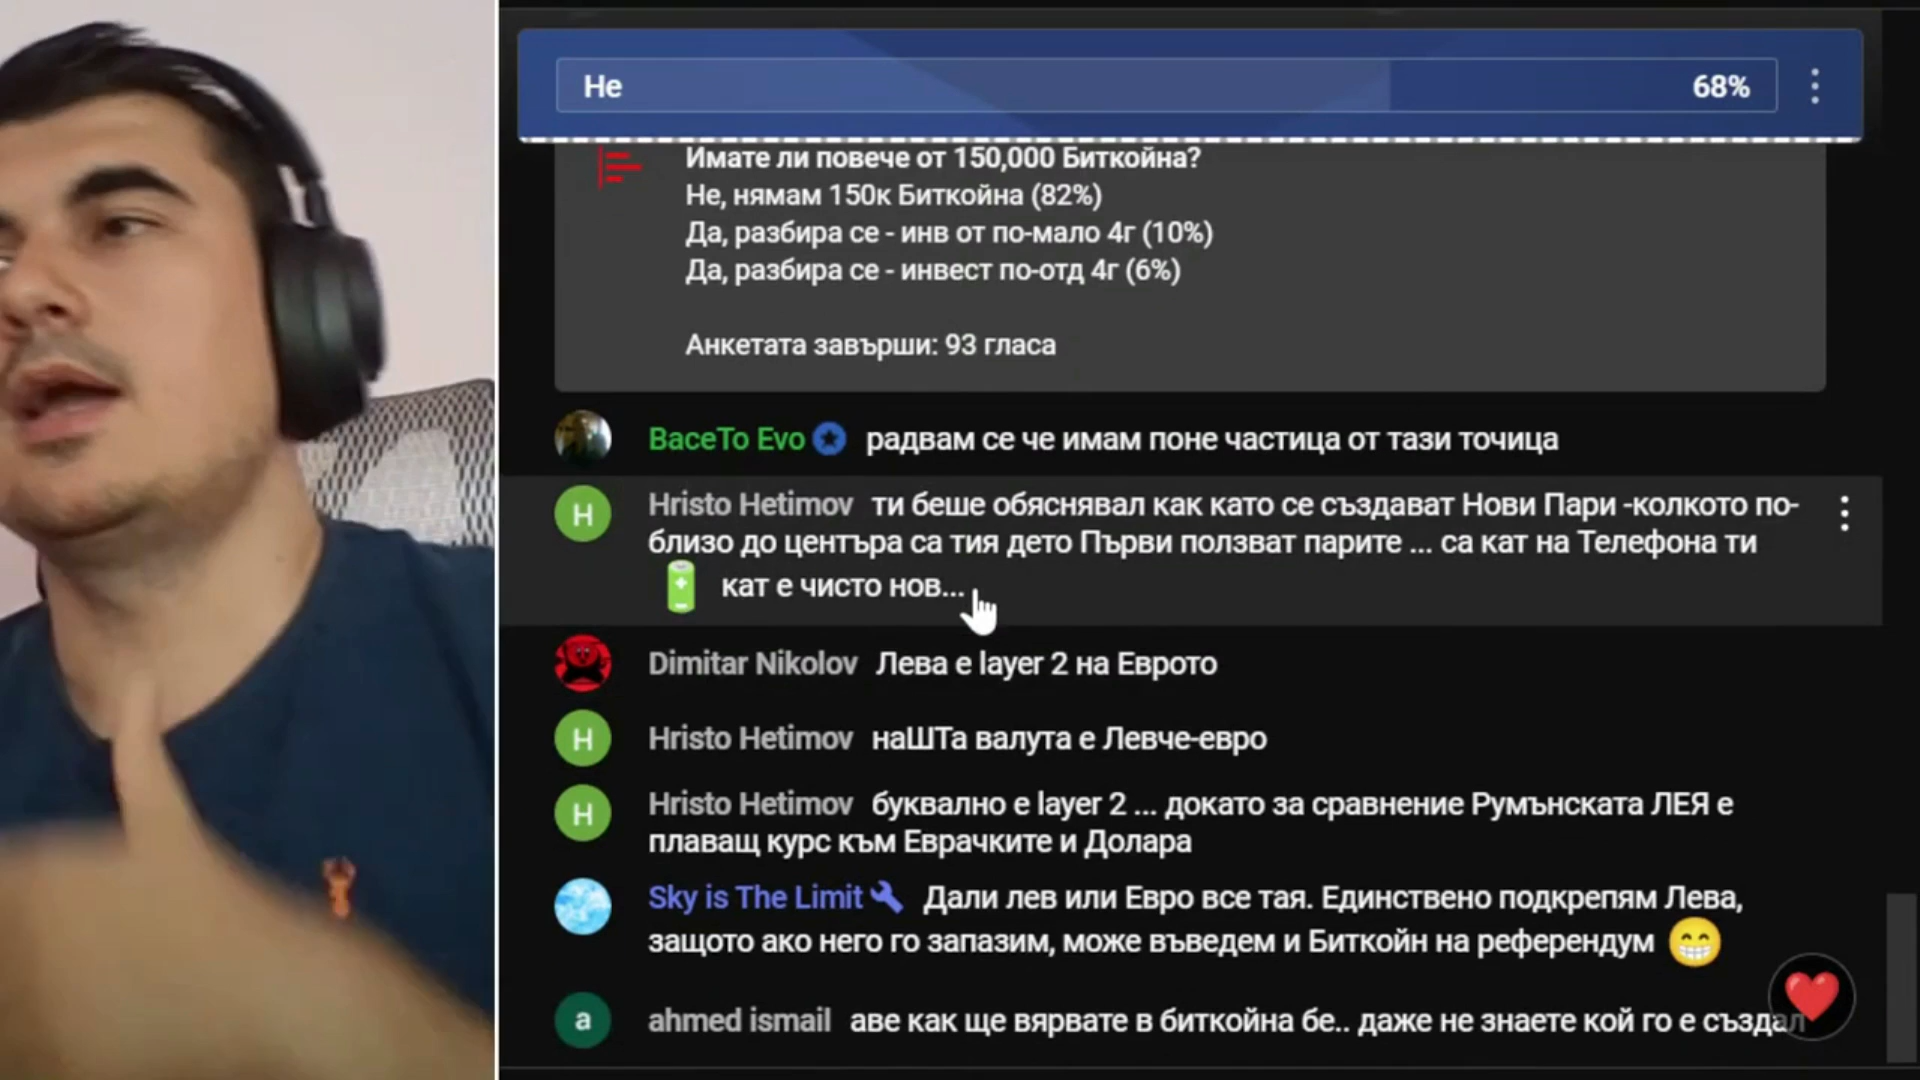 Не
68%
Имате ли повече от 150,000 Биткойна?
Не, нямам 150к Биткойна (82%)
Да, разбира се - инв от по-мало 4г (10%)
Да, разбира се - инвест по-отд 4г (6%)
Анкетата завърши: 93 гласа
BaceTo Evo радвам се че имам поне частица от тази точица
Hristo Hetimov ти беше обяснявал как като се създават Нови Пари -колкото по-
близо до центъра са тия дето Първи ползват парите ... са кат на Телефона ти
кат е чисто нов...
Dimitar Nikolov Лева е layer 2 на Еврото
Hristo Hetimov наШТа валута е Левче-евро
Hristo Hetimov буквално е layer 2 ... докато за сравнение Румънската ЛЕЯ е
плаващ курс към Еврачките и Долара
Sky is The Limit Дали лев или Евро все тая. Единствено подкрепям Лева,
защото ако него го запазим, може въведем и Биткойн на референдум
ahmed ismail аве как ще вярвате в биткойна бе.. даже не знаете кой го е създал
H
H
H
a